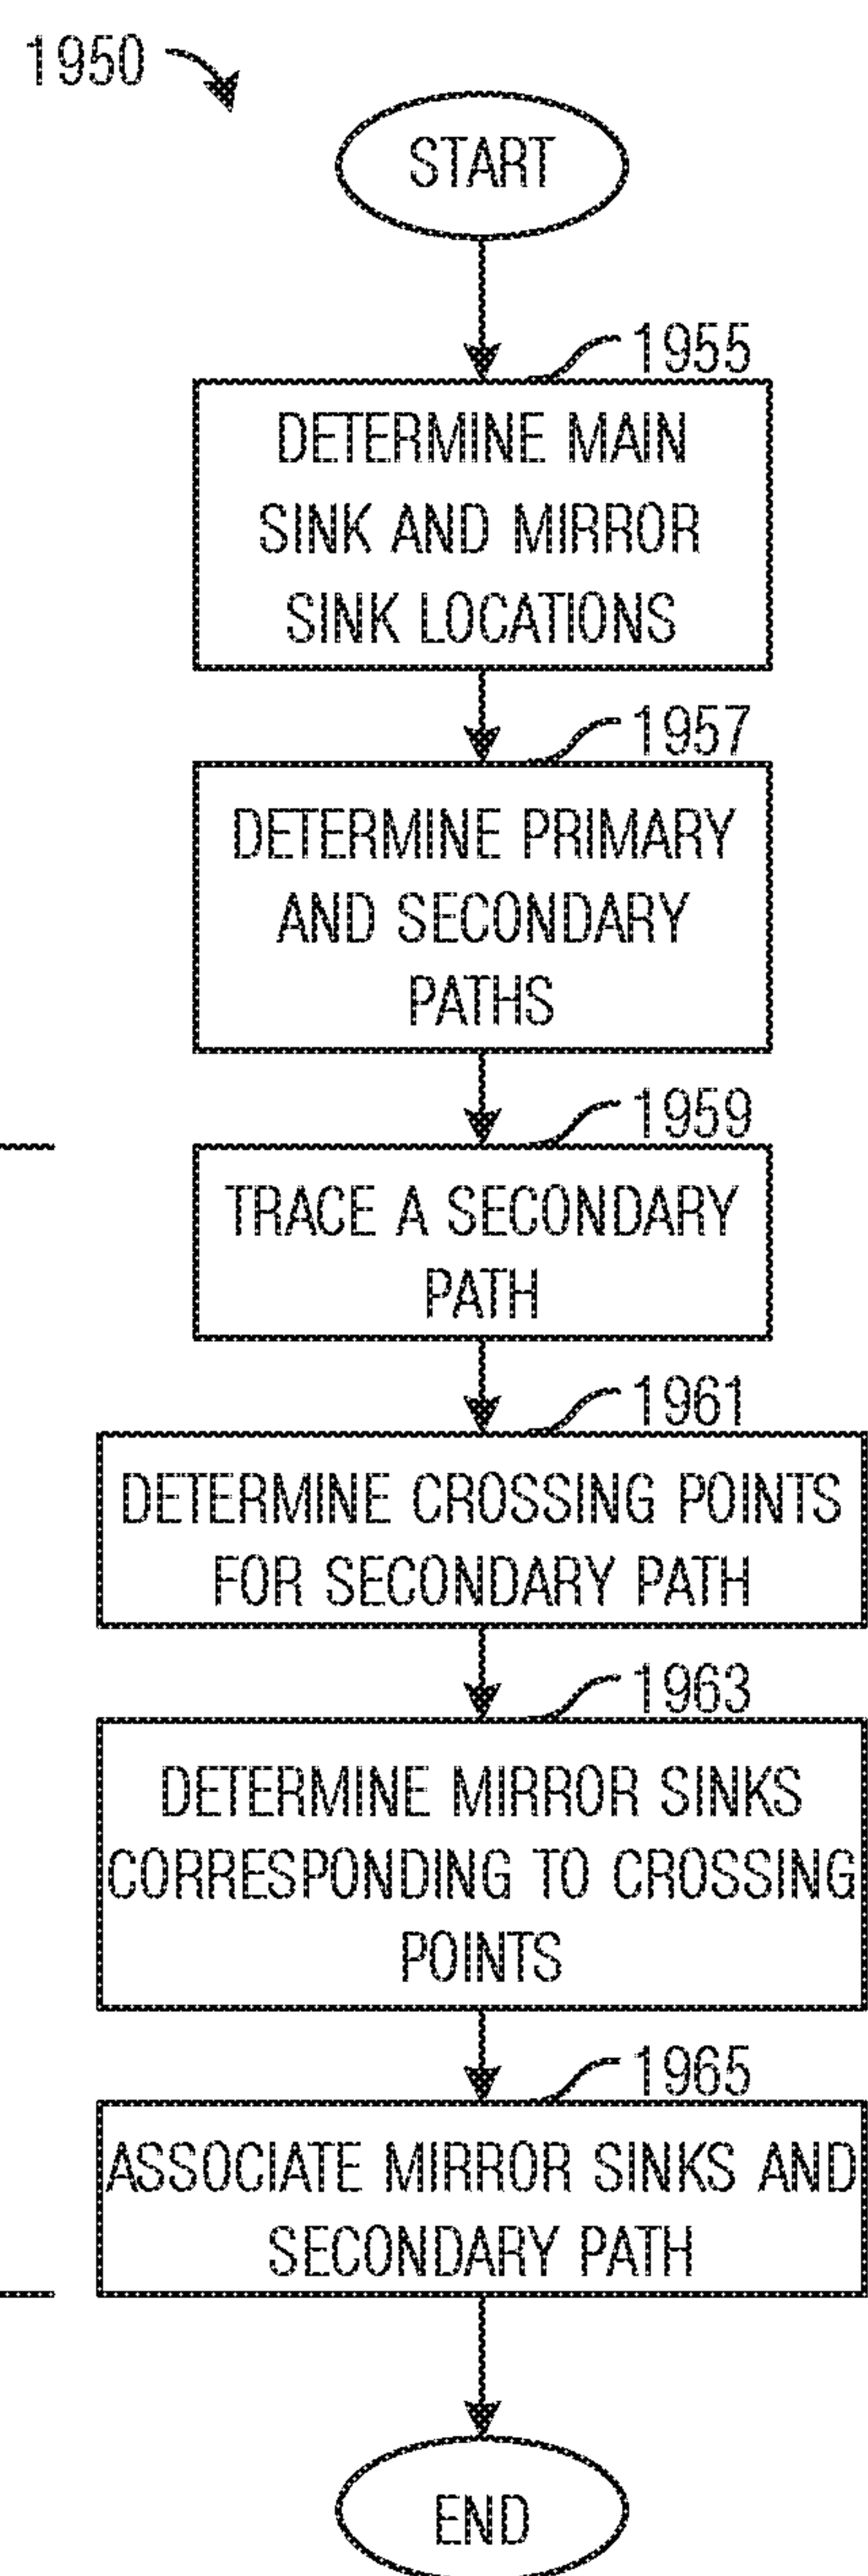 1950
START
1955
DETERMINE MAIN
SINK AND MIRROR
SINK LOCATIONS
1957
DETERMINE PRIMARY
AND SECONDARY
PATHS
1959
TRACE A SECONDARY
PATH
1961
DETERMINE CROSSING POINTS
FOR SECONDARY PATH
1963
DETERMINE MIRROR SINKS
CORRESPONDING TO CROSSING
POINTS
1965
ASSOCIATE MIRROR SINKS AND
SECONDARY PATH
END